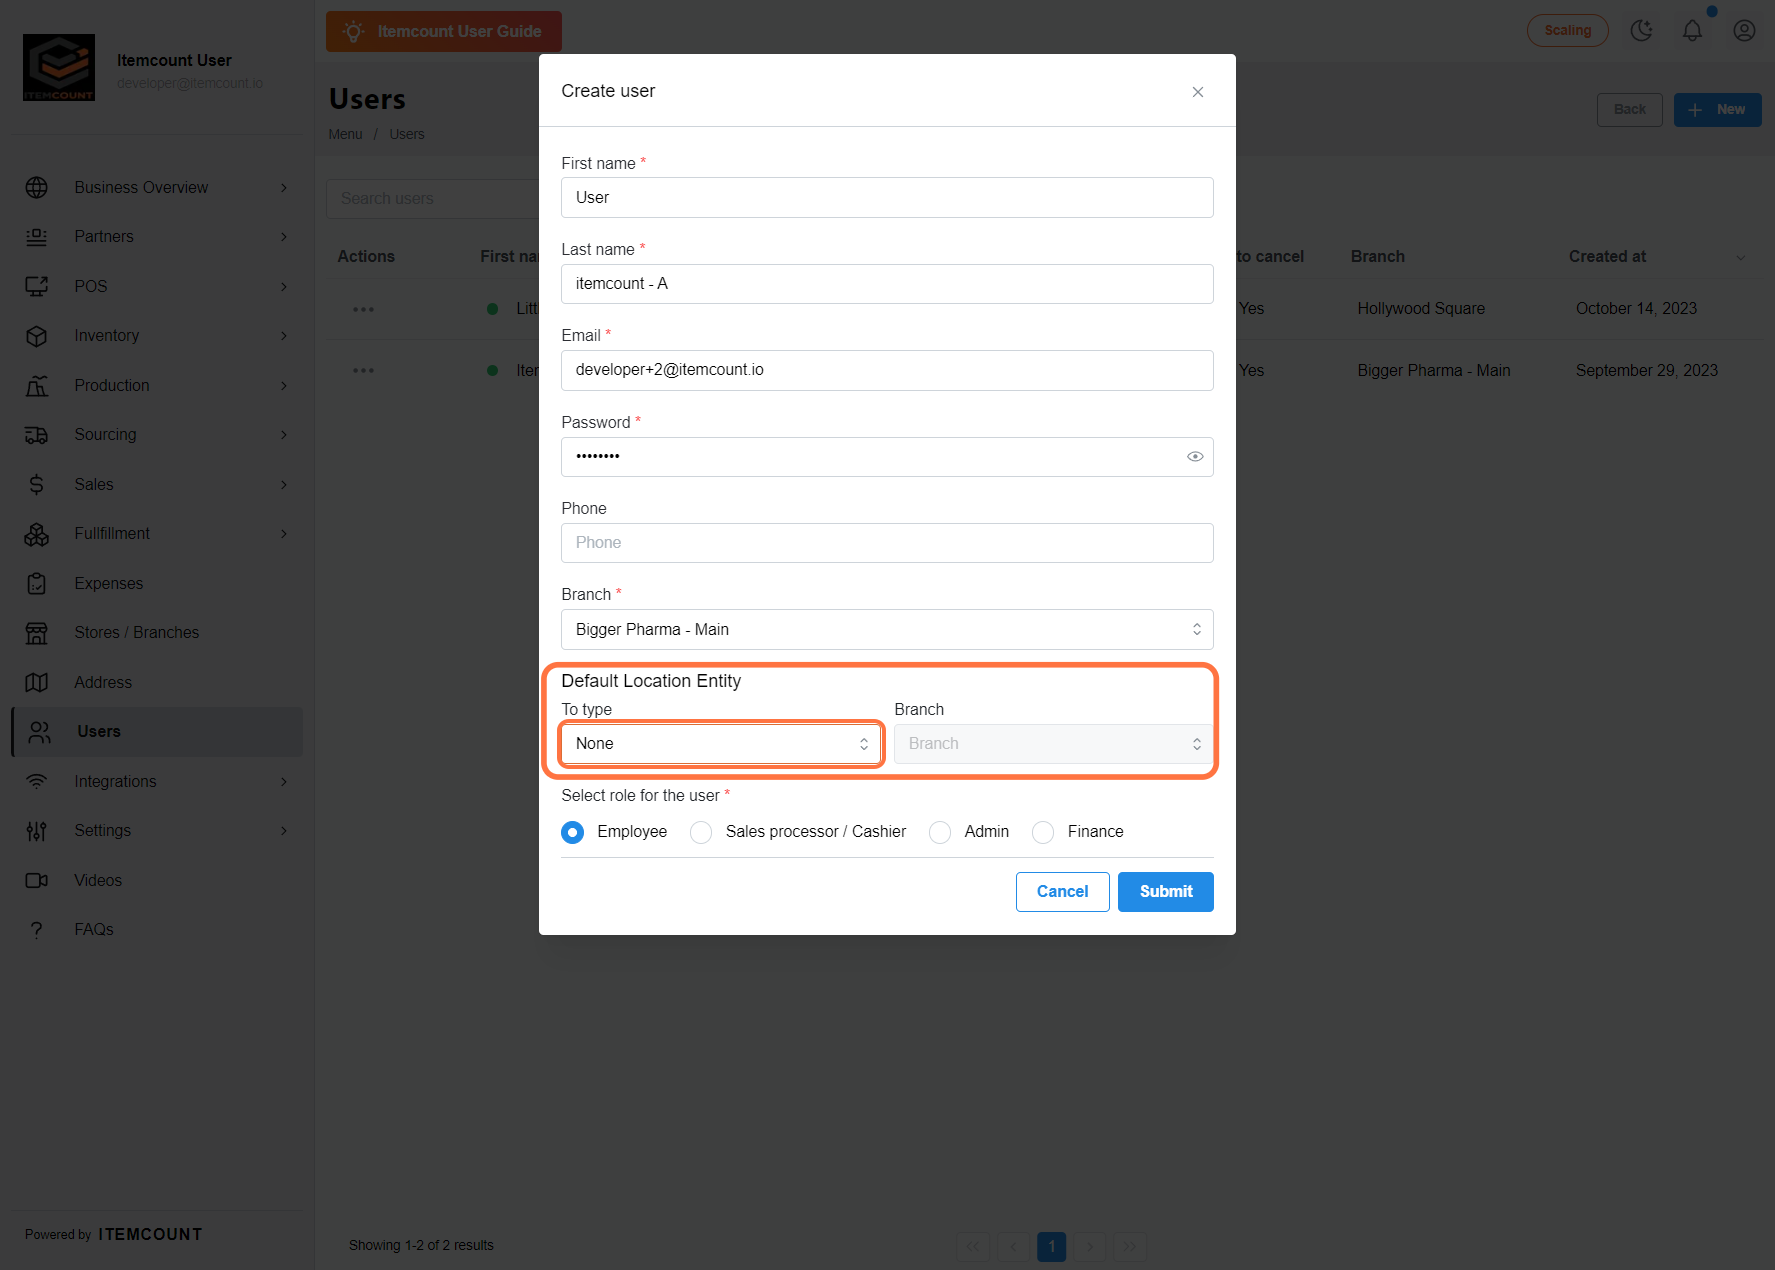 ITEMCOUNT
Itemcount User
developer@itemcount.io
Itemcount User Guide
Scaling
Users
Menu / Users
Back
+ New
Business Overview
Partners
POS
Inventory
Production
Sourcing
Sales
Fullfillment
Expenses
Stores / Branches
Address
Users
Integrations
Settings
Videos
? FAQs
Powered by ITEMCOUNT
Search users
Actions First na to cancel Branch Created at
Litt Yes Hollywood Square October 14, 2023
Iter Yes Bigger Pharma - Main September 29, 2023
Create user
First name *
User
Last name *
itemcount - A
Email *
developer+2@itemcount.io
Password *
••••••••
Phone
Phone
Branch *
Bigger Pharma - Main
Default Location Entity
To type Branch
None Branch
Select role for the user *
Employee Sales processor / Cashier Admin Finance
Cancel Submit
Showing 1-2 of 2 results
<< < 1 > >>